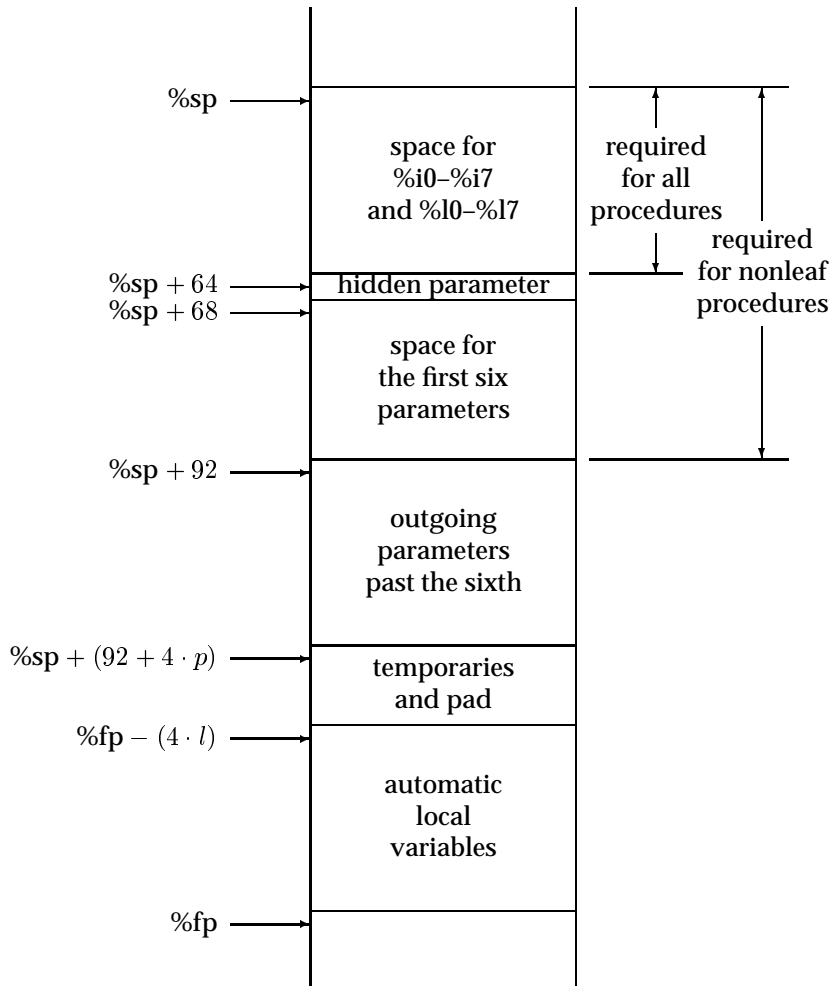 %sp
space for
%i0–%i7
and %l0–%l7
required
for all
procedures
required
for nonleaf
procedures
%sp + 64
hidden parameter
%sp + 68
space for
the first six
parameters
%sp + 92
outgoing
parameters
past the sixth
%sp + (92 + 4 · p)
temporaries
and pad
%fp − (4 · l)
automatic
local
variables
%fp